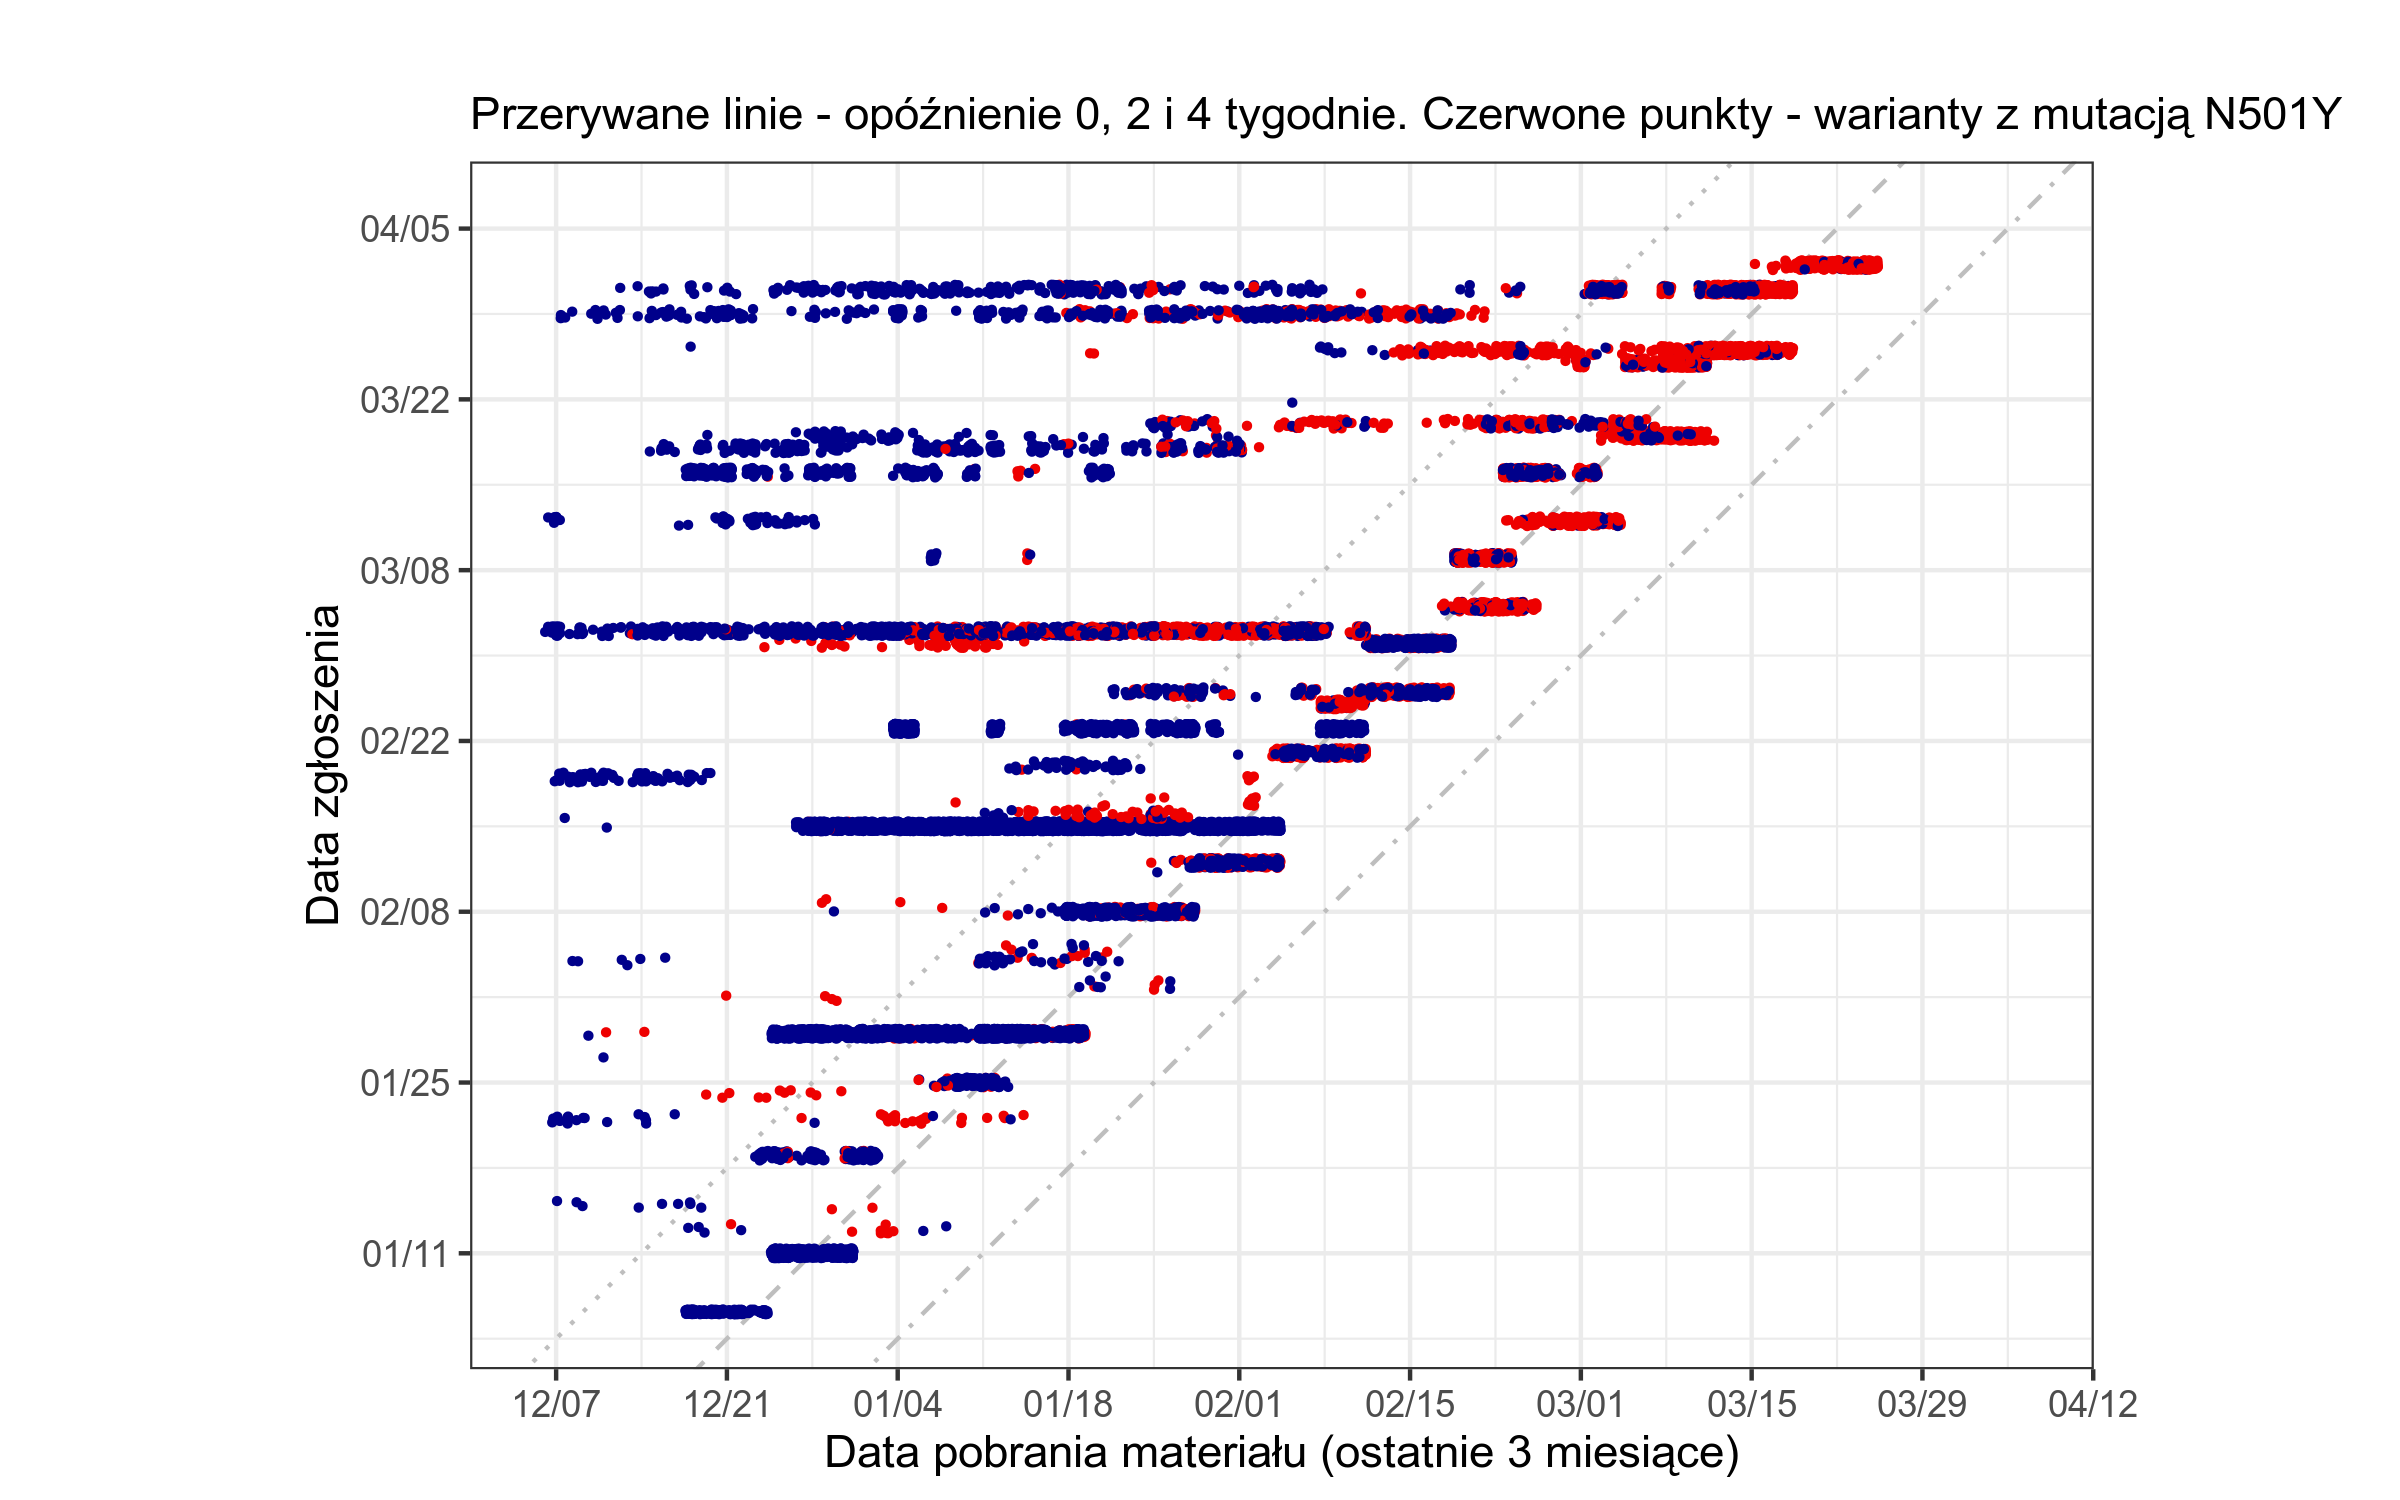 Przerywane linie - opóźnienie 0, 2 i 4 tygodnie. Czerwone punkty - warianty z mutacją N501Y
04/05
03/22
03/08
02/22
02/08
01/25
01/11
Data zgłoszenia
12/07 12/21 01/04 01/18 02/01 02/15 03/01 03/15 03/29 04/12
Data pobrania materiału (ostatnie 3 miesiące)